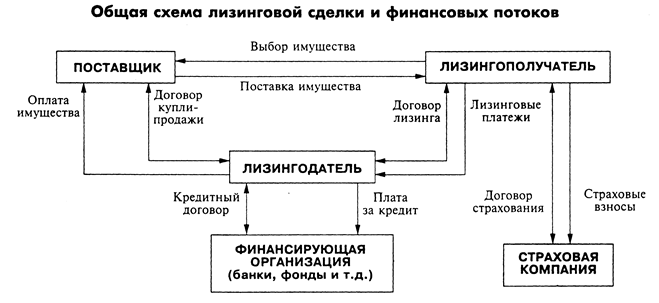 Общая схема лизинговой сделки и финансовых потоков
Выбор имущества
ПОСТАВЩИК
ЛИЗИНГОПОЛУЧАТЕЛЬ
Поставка имущества
Оплата
имущества
Договор
купли-
продажи
Договор
лизинга
Лизинговые
платежи
ЛИЗИНГОДАТЕЛЬ
Кредитный
договор
Плата
за кредит
Договор
страхования
Страховые
взносы
ФИНАНСИРУЮЩАЯ
ОРГАНИЗАЦИЯ
(банки, фонды и т.д.)
СТРАХОВАЯ
КОМПАНИЯ